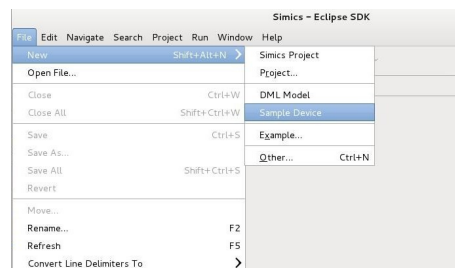 Simics - Eclipse SDK
File Edit Navigate Search Project Run Window Help
New Shift+Alt+N >
Open File...
Close Ctrl+W
Close All Shift+Ctrl+W
Save Ctrl+S
Save As...
Save All Shift+Ctrl+S
Revert
Move...
Rename... F2
Refresh F5
Convert Line Delimiters To >
Simics Project
Project...
DML Model
Sample Device
Example...
Other... Ctrl+N